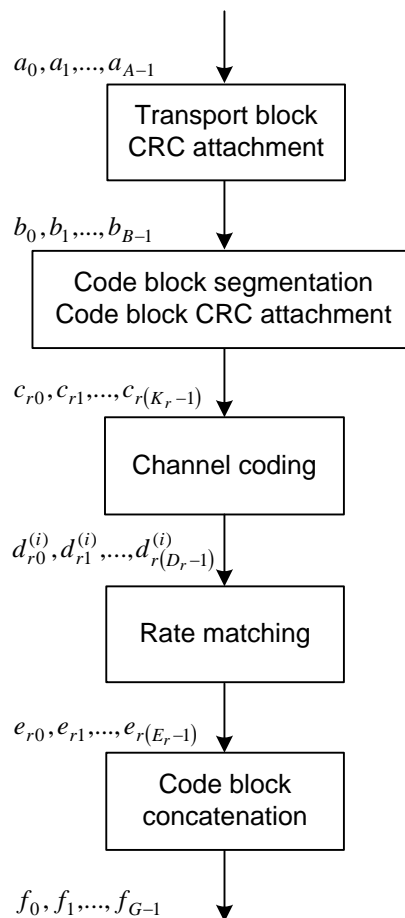 a_0, a_1, ..., a_{A-1}
Transport block
CRC attachment
b_0, b_1, ..., b_{B-1}
Code block segmentation
Code block CRC attachment
c_{r0}, c_{r1}, ..., c_{r(K_r-1)}
Channel coding
d_{r0}^{(i)}, d_{r1}^{(i)}, ..., d_{r(D_r-1)}^{(i)}
Rate matching
e_{r0}, e_{r1}, ..., e_{r(E_r-1)}
Code block
concatenation
f_0, f_1, ..., f_{G-1}